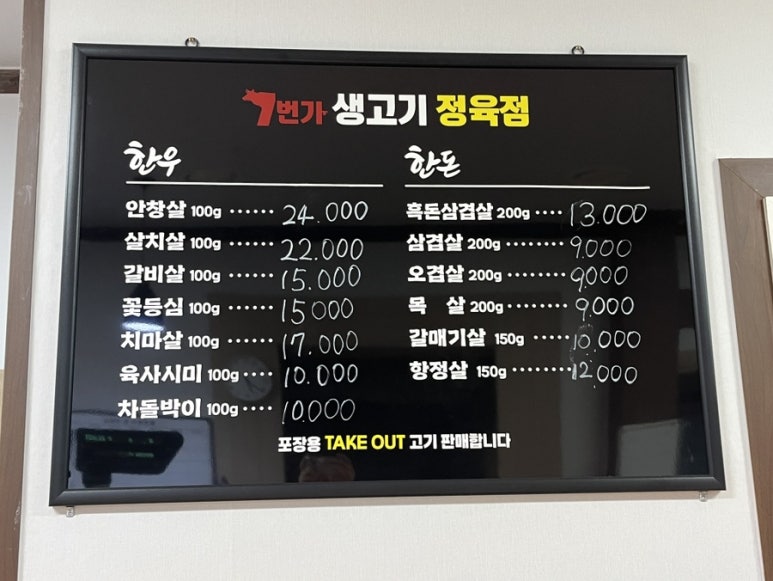 7번가 생고기 정육점
한우
안창살 100g ······ 24.000
살치살 100g ······ 22.000
갈비살 100g ······ 15.000
꽃등심 100g ······ 15000
치마살 100g ······ 17.000
육사시미 100g ···· 10.000
차돌박이 100g ···· 10.000
한돈
흑돈삼겹살 200g ···· 13.000
삼겹살 200g ········ 9.000
오겹살 200g ········ 9.000
목 살 200g ········ 9.000
갈매기살 150g ····· 10.000
항정살 150g ········ 12.000
포장용 TAKE OUT 고기 판매합니다